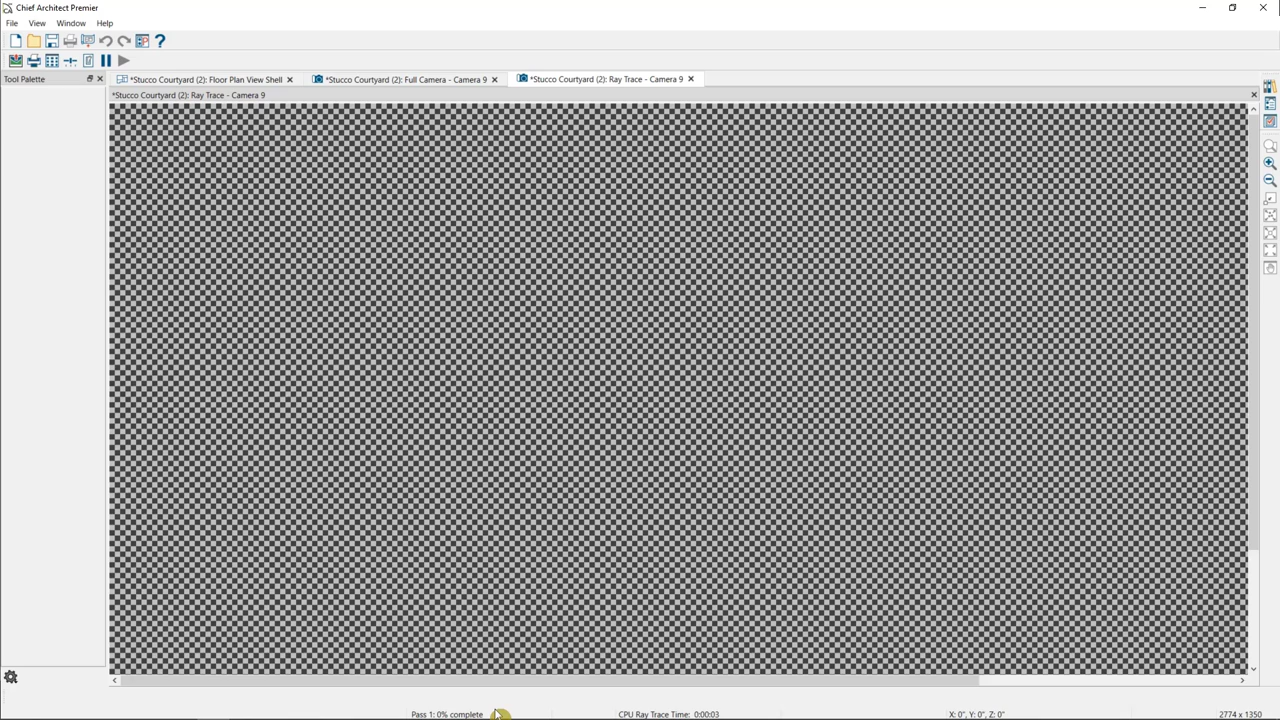 Chief Architect Premier
File View Window Help
Tool Palette
*Stucco Courtyard (2): Floor Plan View Shell
*Stucco Courtyard (2): Full Camera - Camera 9
*Stucco Courtyard (2): Ray Trace - Camera 9
*Stucco Courtyard (2): Ray Trace - Camera 9
Pass 1: 0% complete
CPU Ray Trace Time: 0:00:03
X: 0", Y: 0", Z: 0"
2774 x 1350